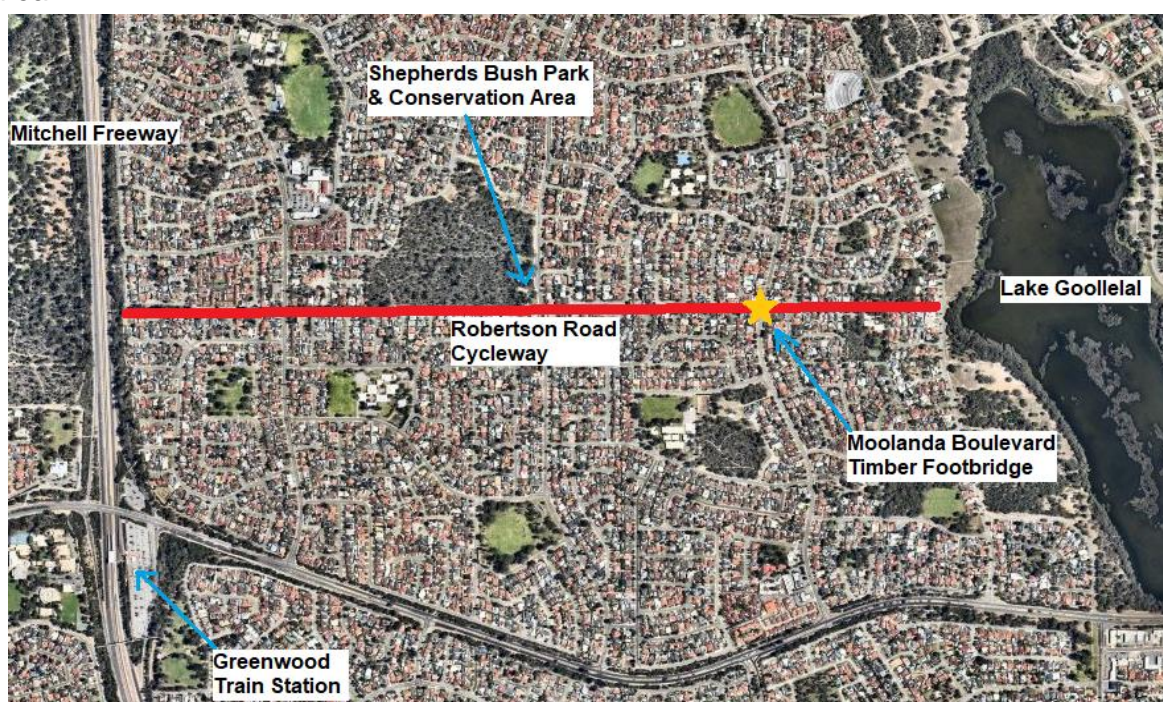 Shepherds Bush Park
& Conservation Area
Mitchell Freeway
Lake Goollelal
Robertson Road
Cycleway
Moolanda Boulevard
Timber Footbridge
Greenwood
Train Station